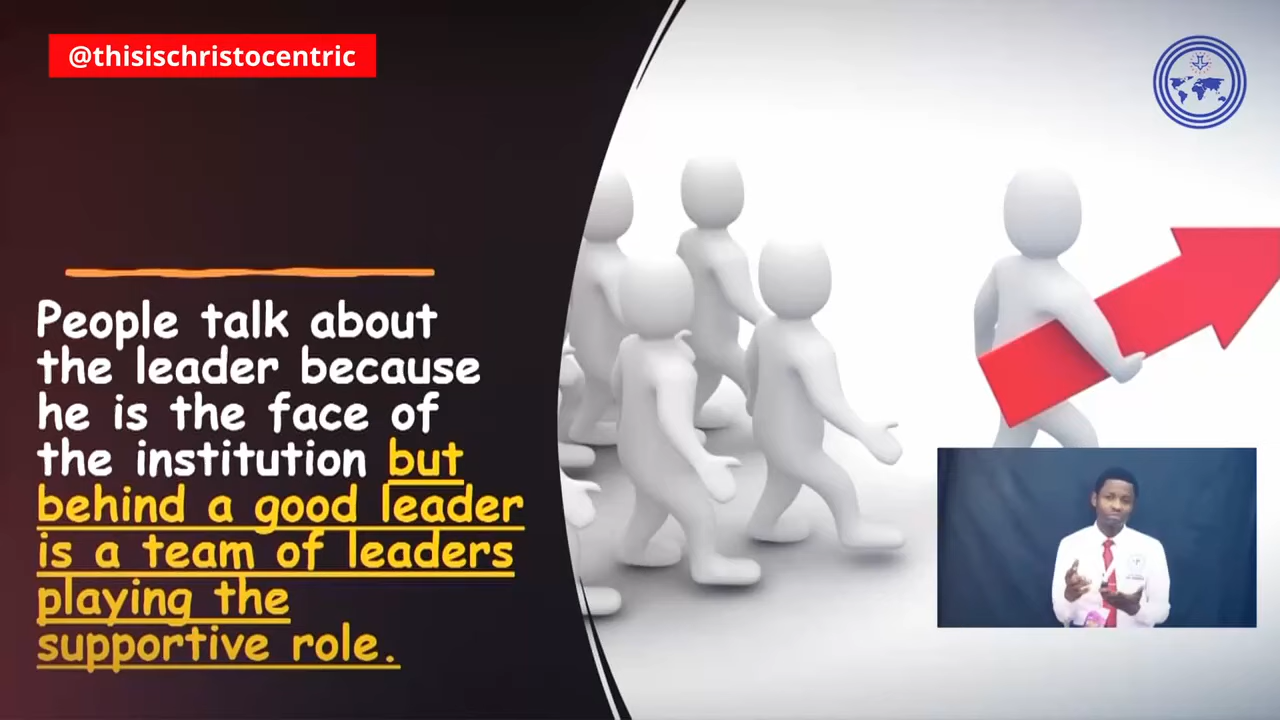 @thisischristocentric
People talk about
the leader because
he is the face of
the institution but
behind a good leader
is a team of leaders
playing the
supportive role.